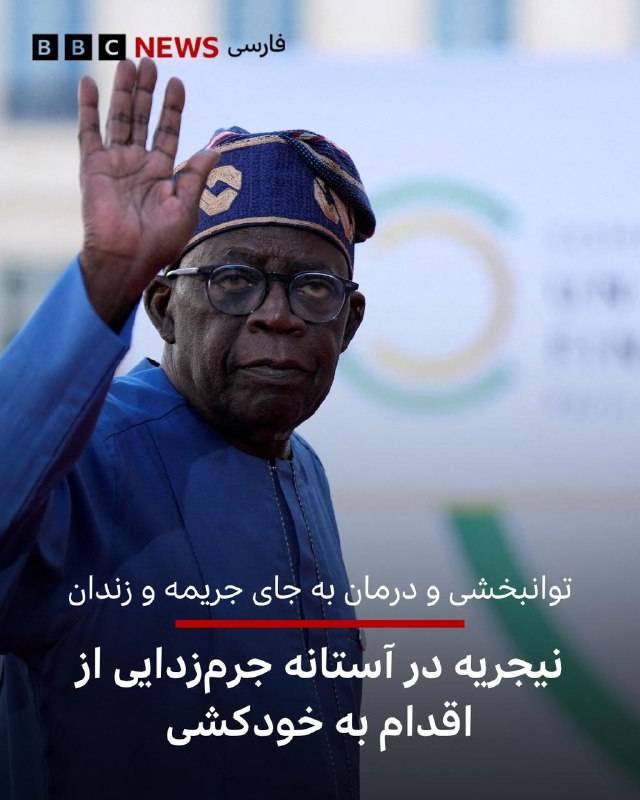 BBC NEWS فارسی
توانبخشی و درمان به جای جریمه و زندان
نیجریه در آستانه جرم‌زدایی از
اقدام به خودکشی